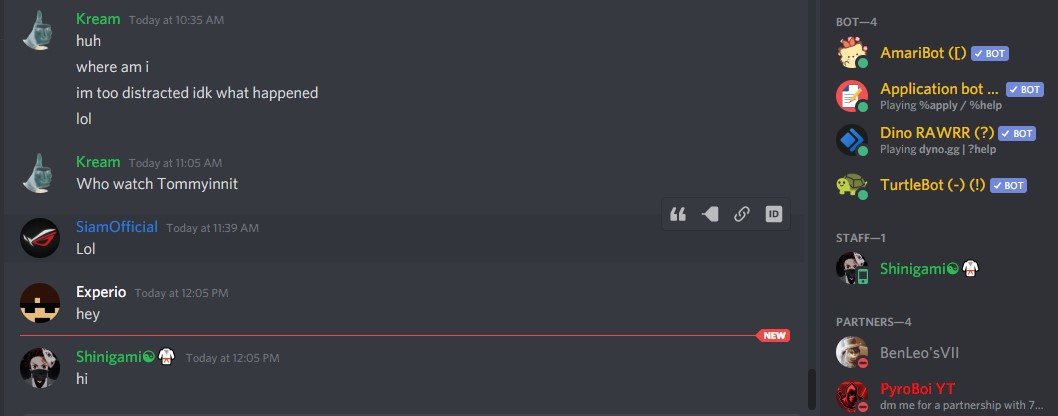 Kream Today at 10:35 AM
huh
where am i
im too distracted idk what happened
lol
Kream Today at 11:05 AM
Who watch Tommyinnit
SiamOfficial Today at 11:39 AM
Lol
ID
Experio Today at 12:05 PM
hey
NEW
Shinigami☯🥋 Today at 12:05 PM
hi
BOT—4
AmariBot ([) ✓ BOT
Application bot ... ✓ BOT
Playing %apply / %help
Dino RAWRR (?) ✓ BOT
Playing dyno.gg | ?help
TurtleBot (-) (!) ✓ BOT
STAFF—1
Shinigami☯🥋
PARTNERS—4
BenLeo'sVII
PyroBoi YT
dm me for a partnership with 7...